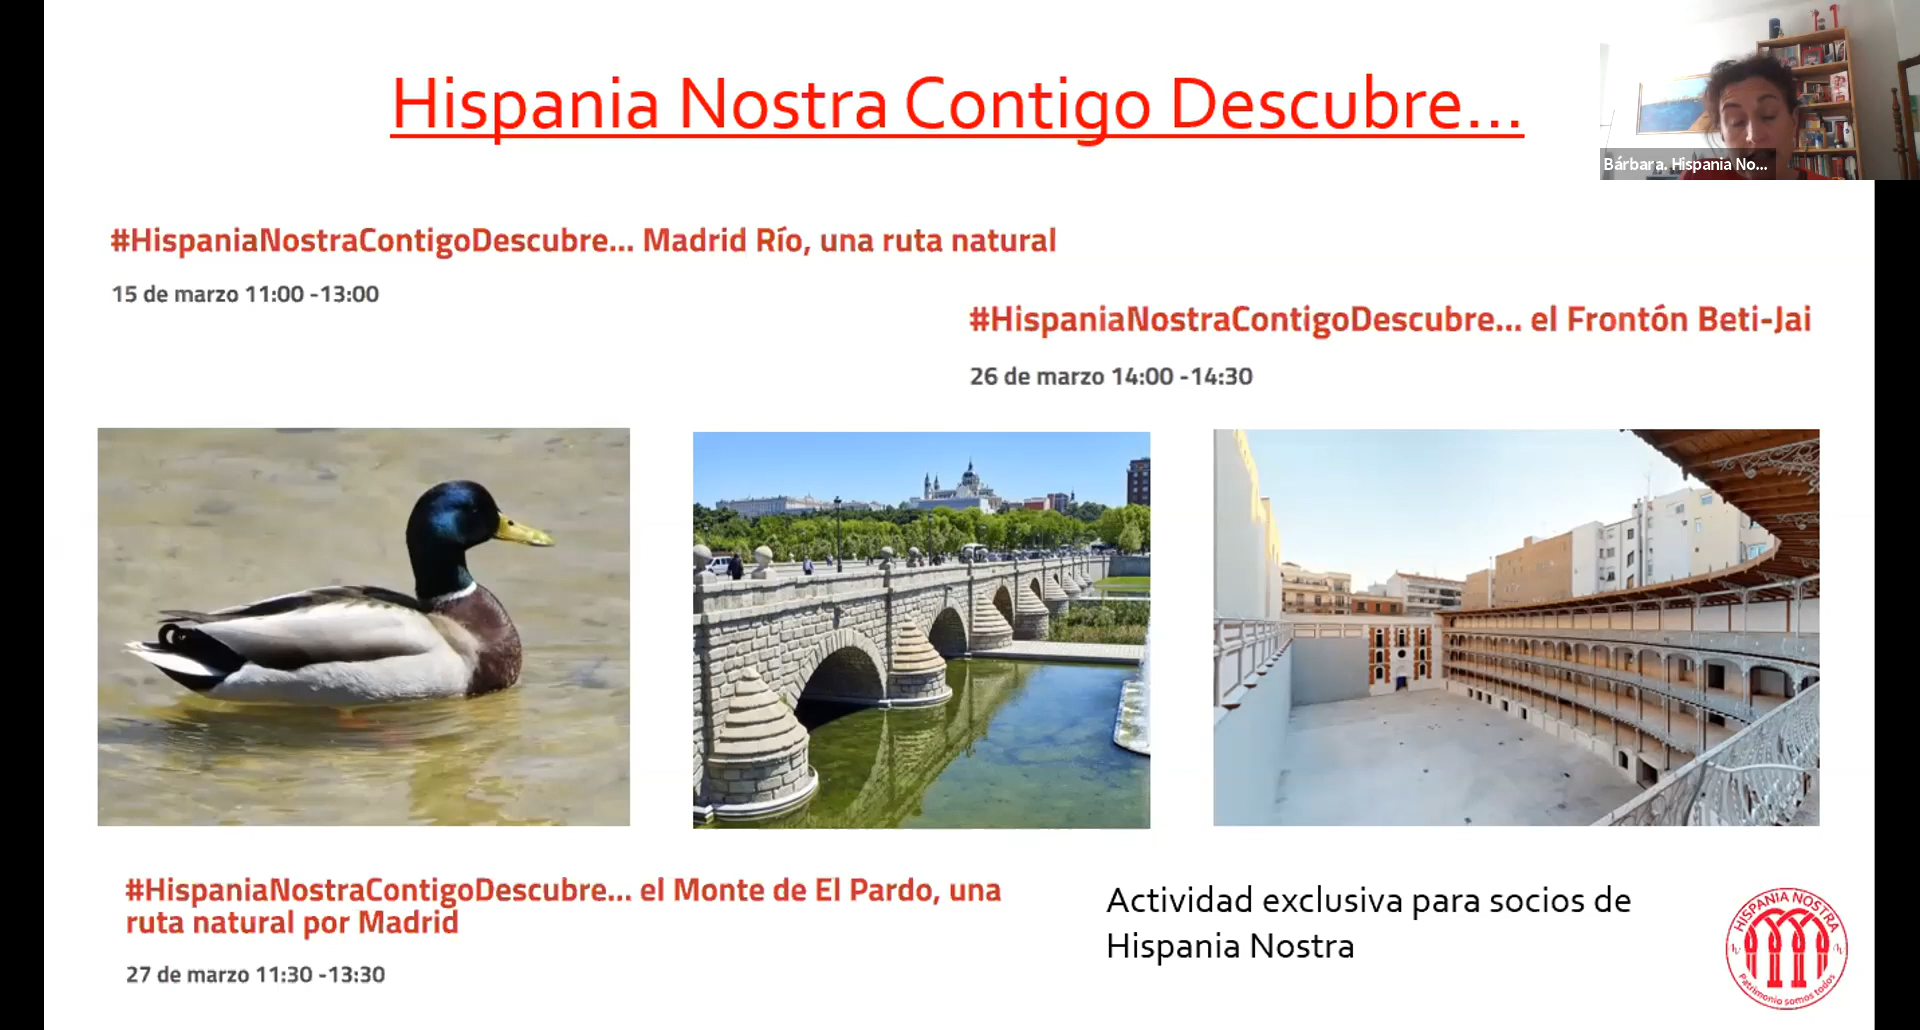 Hispania Nostra Contigo Descubre...
Bárbara. Hispania No...
#HispaniaNostraContigoDescubre... Madrid Río, una ruta natural
15 de marzo 11:00 -13:00
#HispaniaNostraContigoDescubre... el Frontón Beti-Jai
26 de marzo 14:00 -14:30
#HispaniaNostraContigoDescubre... el Monte de El Pardo, una
ruta natural por Madrid
27 de marzo 11:30 -13:30
Actividad exclusiva para socios de
Hispania Nostra
HISPANIA NOSTRA
Patrimonio somos todos